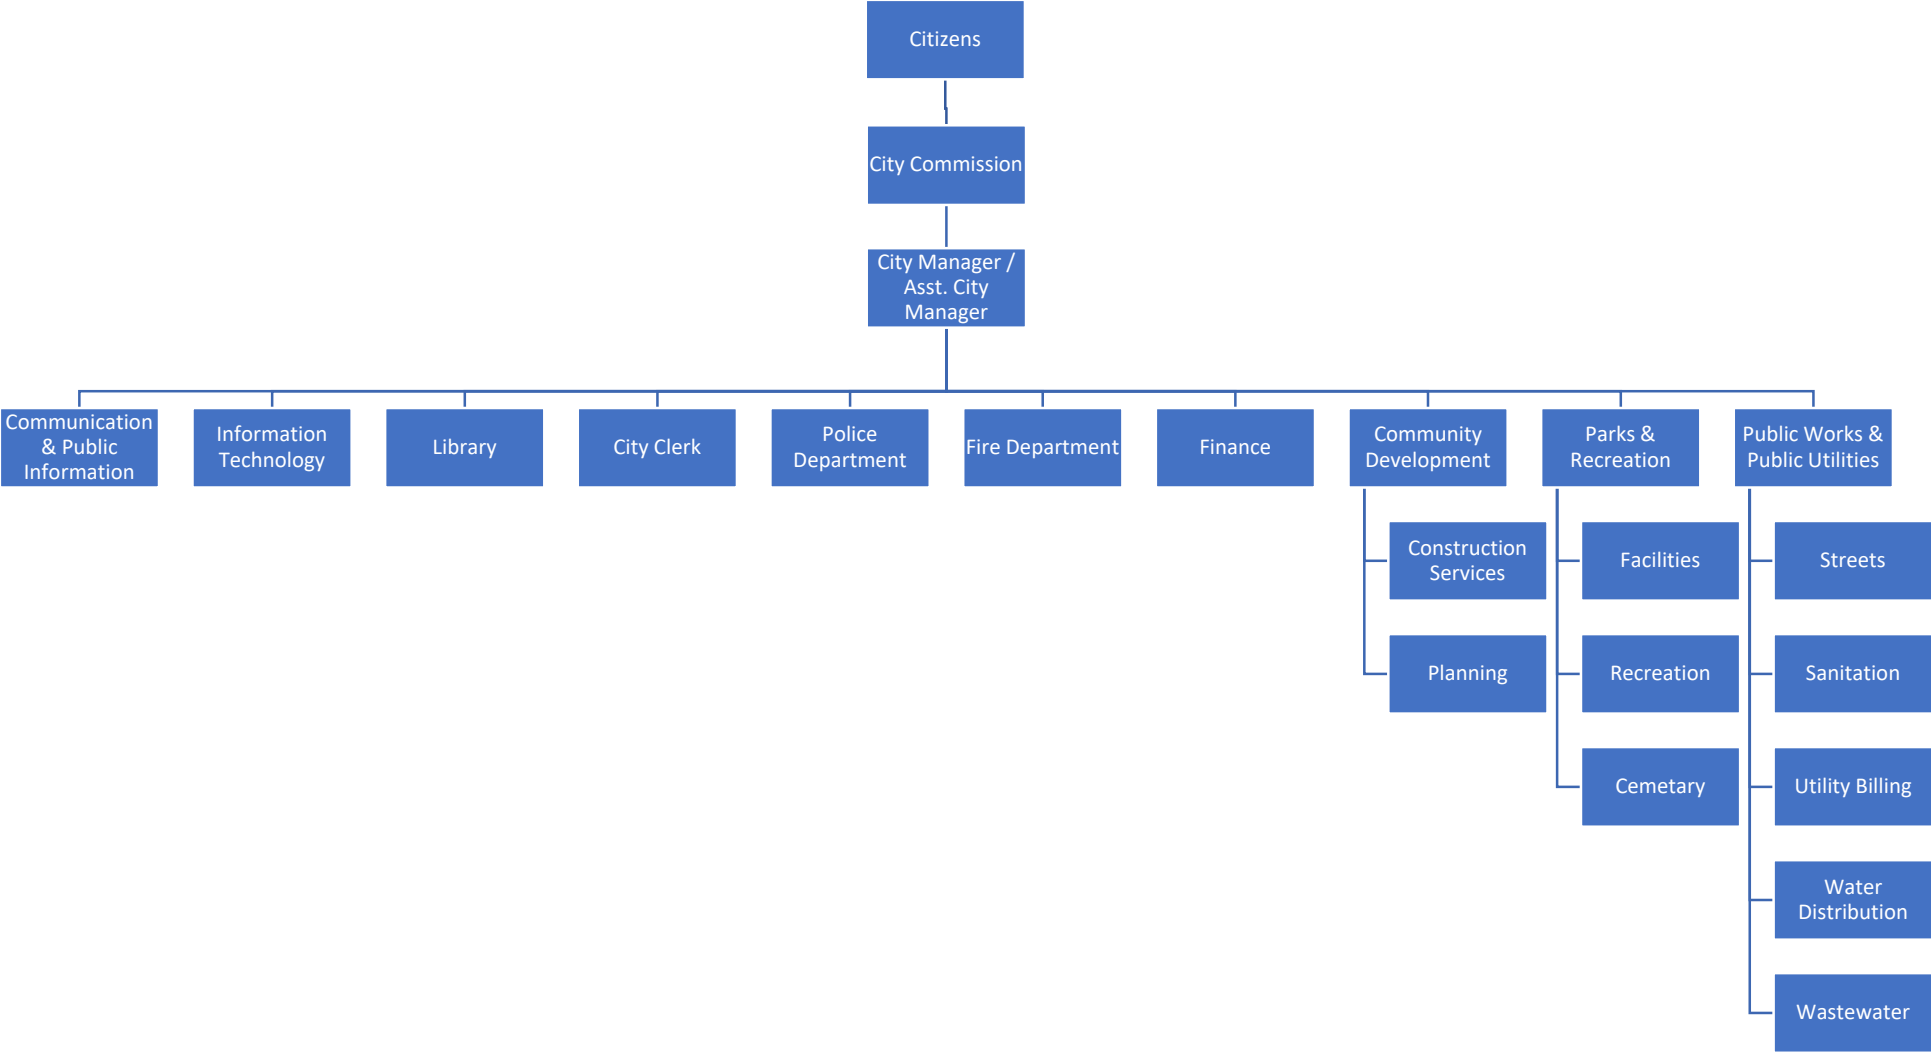 Citizens
City Commission
City Manager /
Asst. City
Manager
Communication
& Public
Information
Information
Technology
Library
City Clerk
Police
Department
Fire Department
Finance
Community
Development
Parks &
Recreation
Public Works &
Public Utilities
Construction
Services
Planning
Facilities
Recreation
Cemetary
Streets
Sanitation
Utility Billing
Water
Distribution
Wastewater